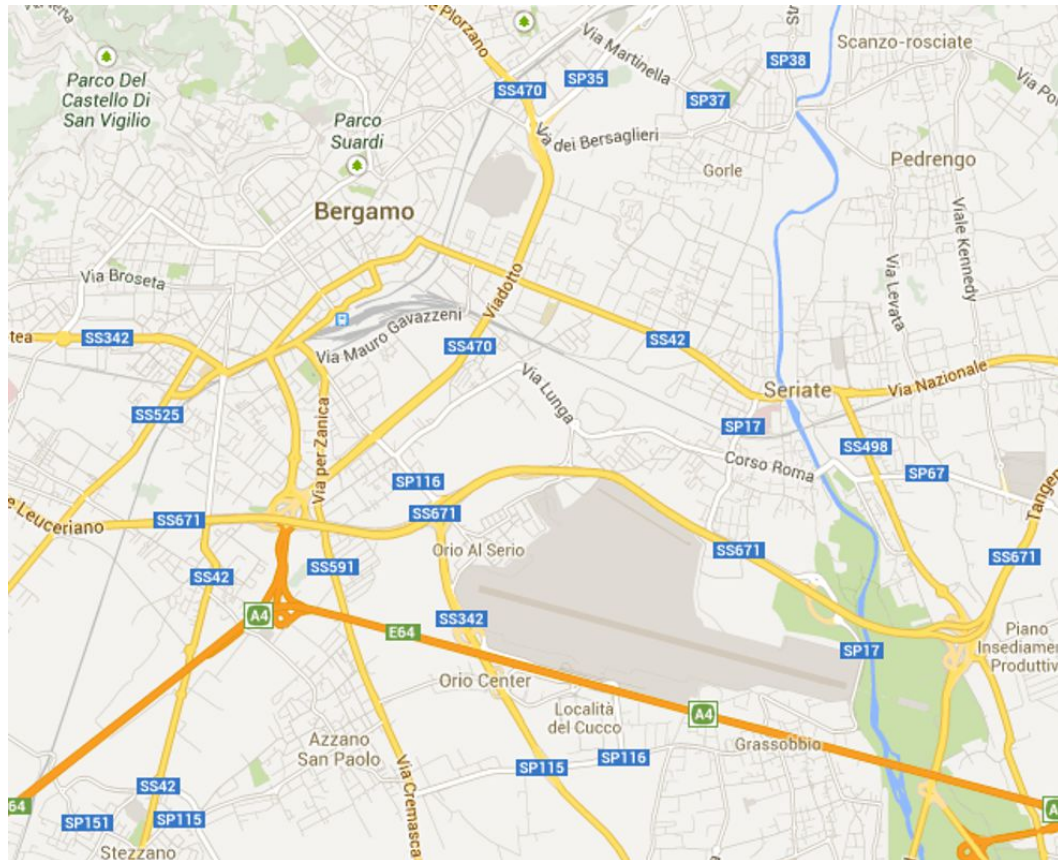 SP38
Scanzo-rosciate
Via Martinella
SS470
SP35
SP37
Parco Del
Castello Di
San Vigilio
Parco
Suardi
Via dei Bersaglieri
Gorle
Pedrengo
Viale Kennedy
Bergamo
Via Broseta
Via Levata
Viadotto
SS342
Via Mauro Gavazzeni
SS470
SS42
Via Nazionale
Seriate
Via Lunga
SS525
SP17
Via per Zanica
SS498
Corso Roma
SP67
SP116
e Leuceriano
SS671
SS671
Orio Al Serio
SS671
SS671
SS591
SS42
A4
SS342
E64
Piano
Insediame
Produttiv
SP17
Orio Center
A4
Località
del Cucco
Azzano
San Paolo
Grassobbio
SP116
SP115
Via Cremasca
SS42
64
A
SP151
SP115
Stezzano